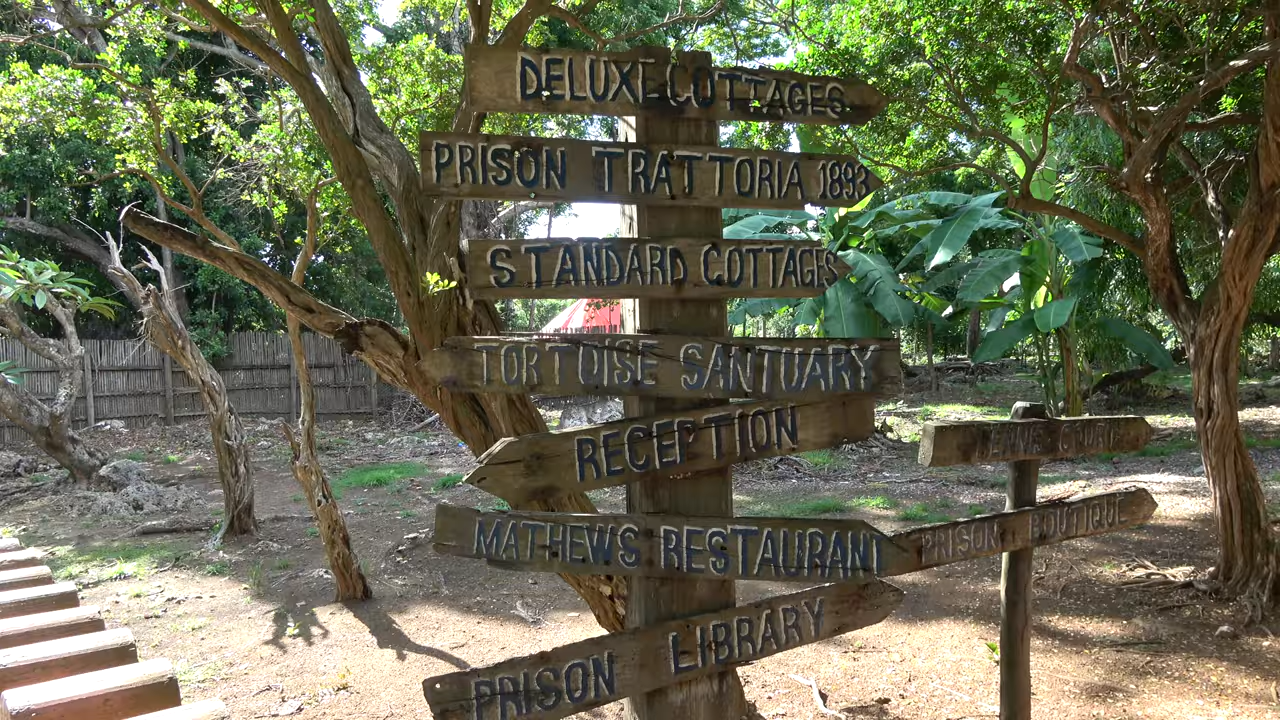 DELUXE COTTAGES
PRISON TRATTORIA 1893
STANDARD COTTAGES
TORTOISE SANTUARY
RECEPTION
MATHEWS RESTAURANT
PRISON LIBRARY
PRISON BOUTIQUE